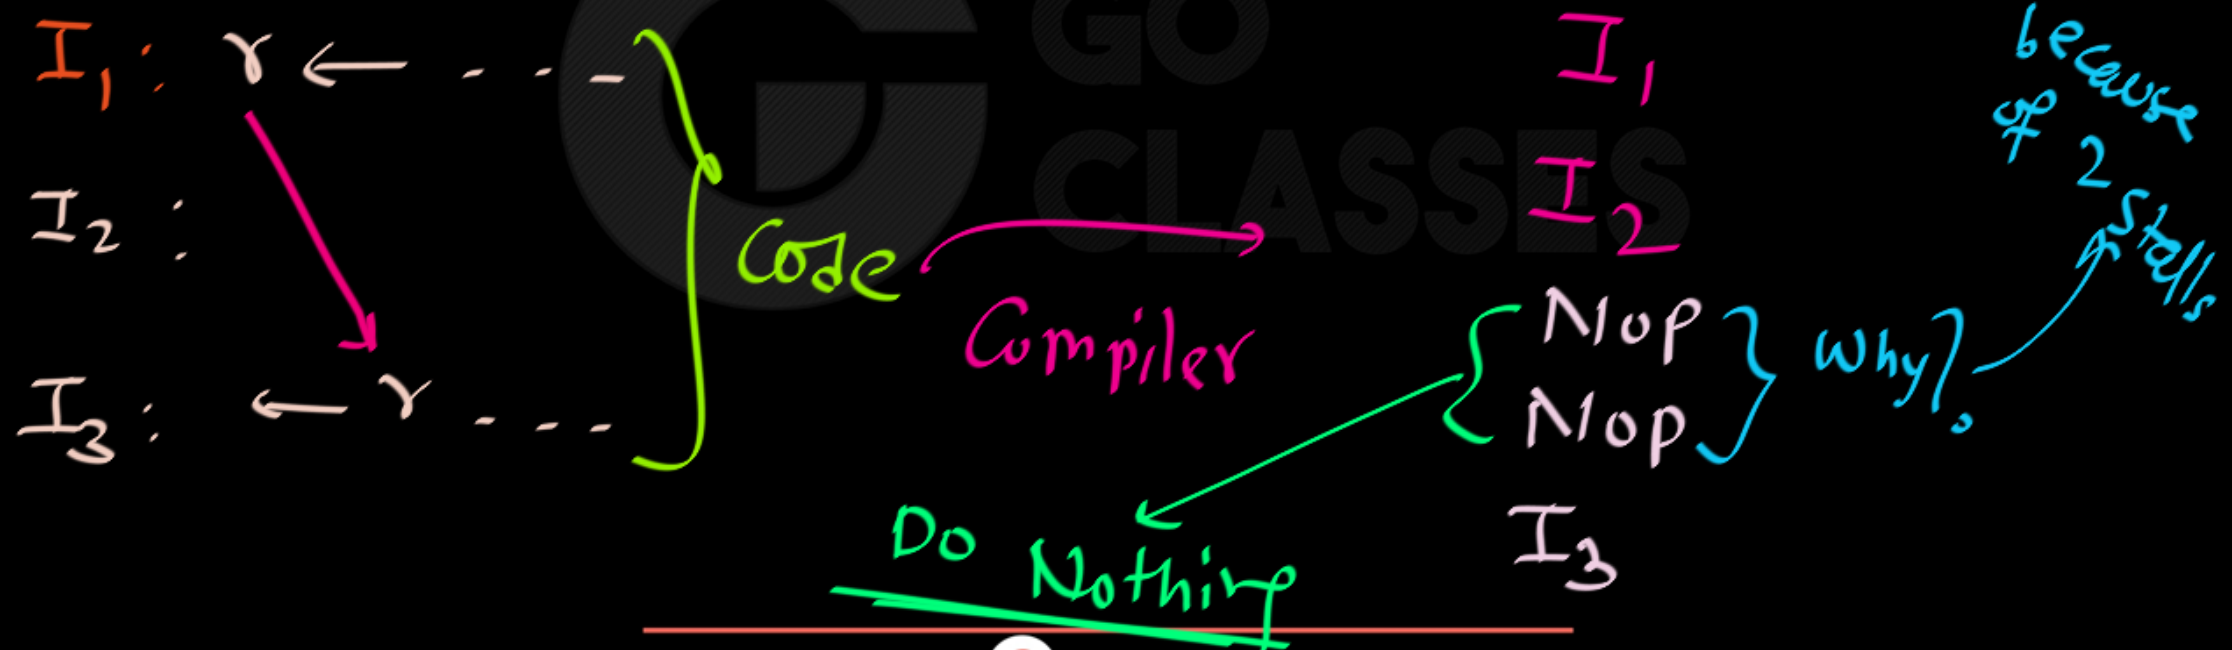 I1 : r ← - - -
I2 :
I3 : ← r - - -
Code
Compiler
I1
I2
Nop
Nop
I3
Why?
because
of 2
stalls
Do Nothing
GO
CLASSES